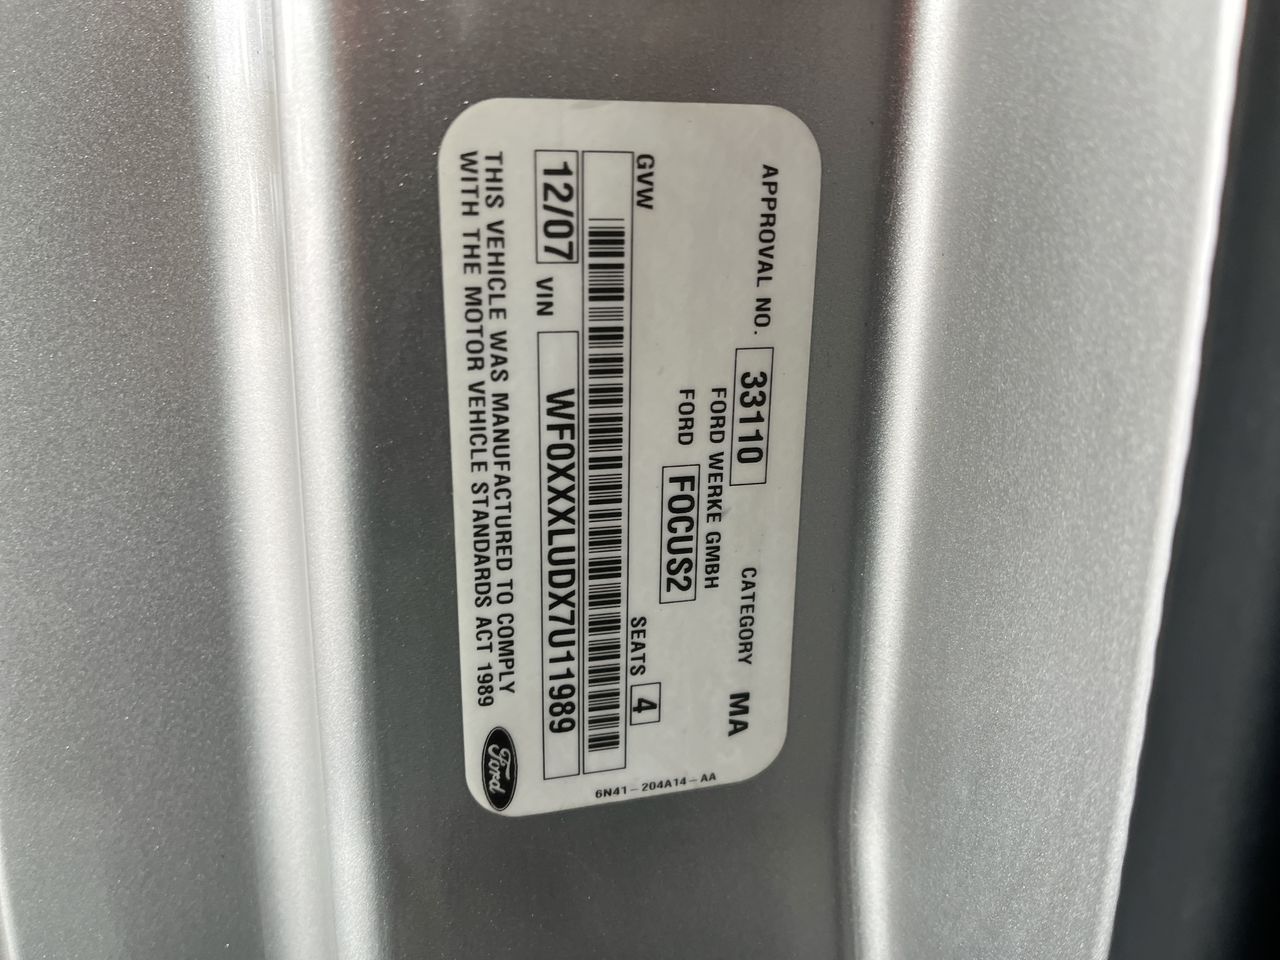 APPROVAL NO. 33110 CATEGORY MA
FORD WERKE GMBH
FORD FOCUS2
GVW SEATS 4
12/07 VIN WF0XXXLUDX7U11989
THIS VEHICLE WAS MANUFACTURED TO COMPLY
WITH THE MOTOR VEHICLE STANDARDS ACT 1989
Ford
6N41-204A14-AA